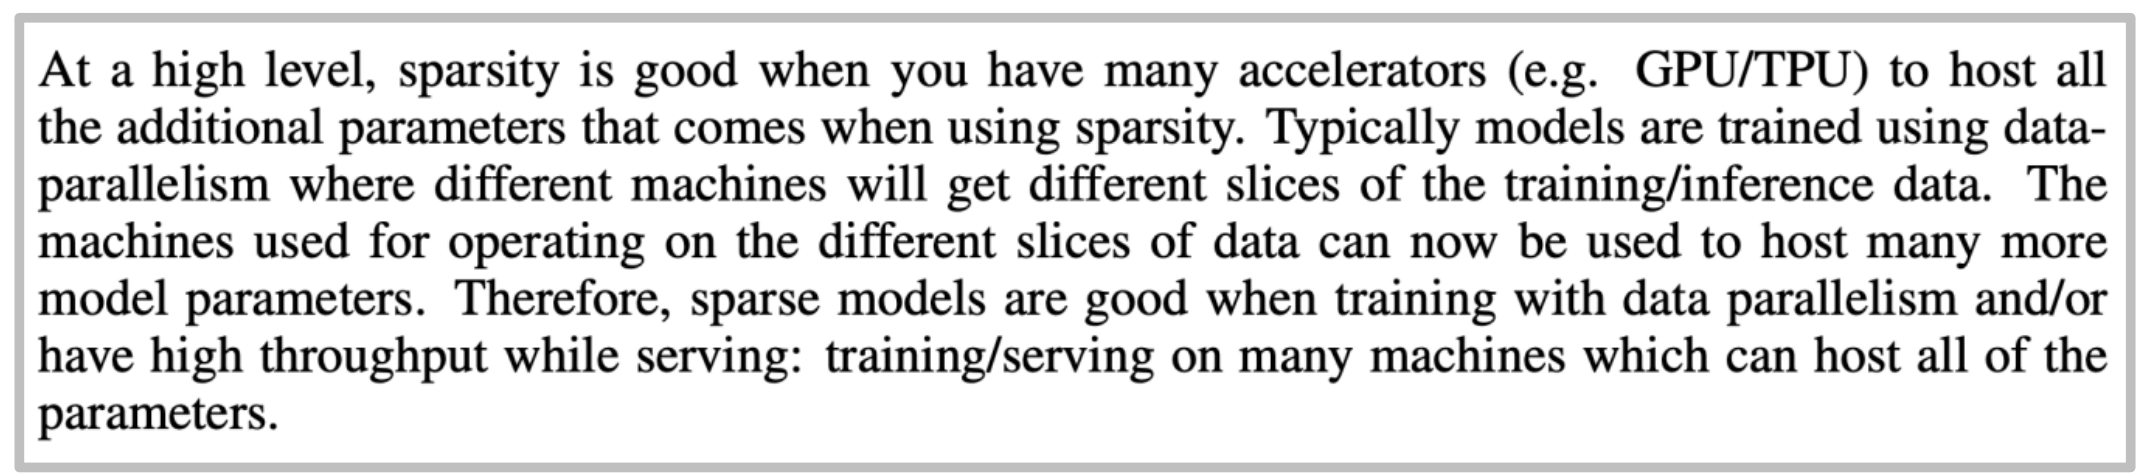 At a high level, sparsity is good when you have many accelerators (e.g. GPU/TPU) to host all
the additional parameters that comes when using sparsity. Typically models are trained using data-
parallelism where different machines will get different slices of the training/inference data. The
machines used for operating on the different slices of data can now be used to host many more
model parameters. Therefore, sparse models are good when training with data parallelism and/or
have high throughput while serving: training/serving on many machines which can host all of the
parameters.